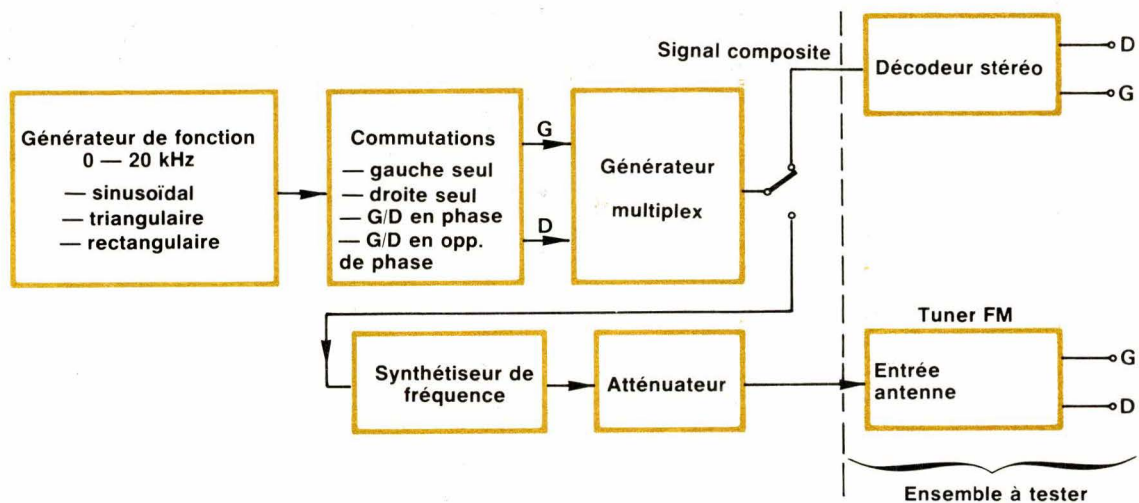 Générateur de fonction
0 — 20 kHz
— sinusoïdal
— triangulaire
— rectangulaire
Commutations
— gauche seul
— droite seul
— G/D en phase
— G/D en opp.
de phase
G
D
Générateur
multiplex
Signal composite
Décodeur stéréo
D
G
Synthétiseur de
fréquence
Atténuateur
Tuner FM
Entrée
antenne
G
D
Ensemble à tester